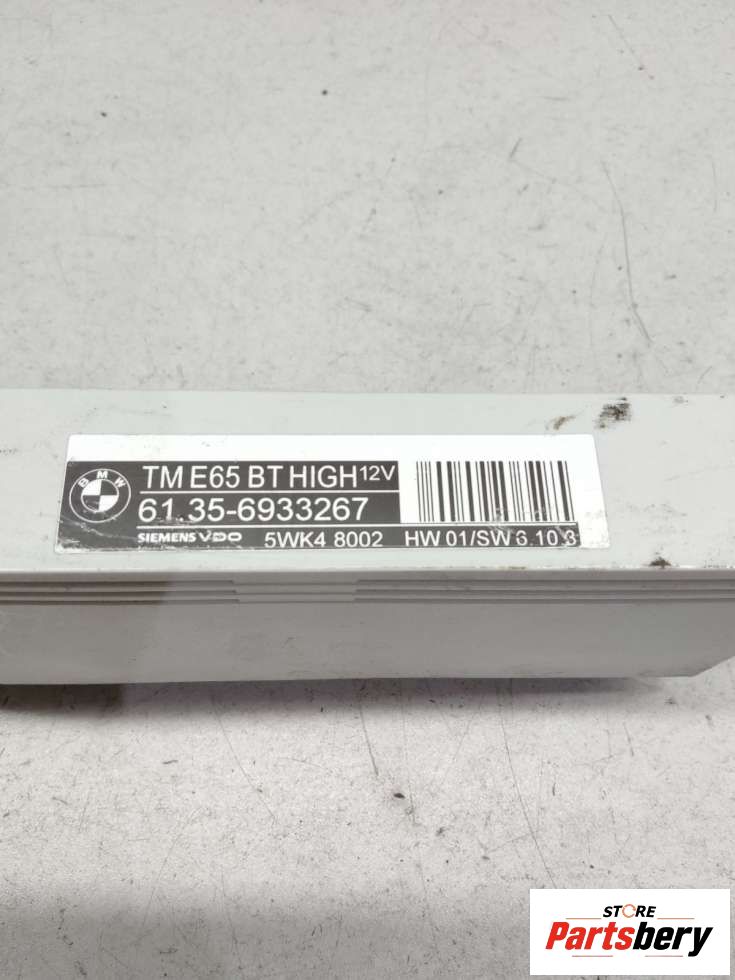 BMW
TM E65 BT HIGH 12V
61.35-6933267
SIEMENS VDO 5WK4 8002 HW 01/SW 6.10.3
STORE
Partsbery